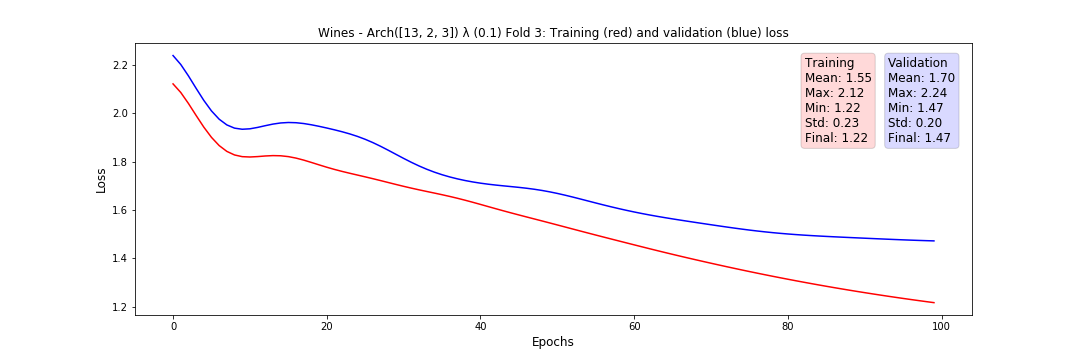 Wines - Arch([13, 2, 3]) λ (0.1) Fold 3: Training (red) and validation (blue) loss
Training
Mean: 1.55
Max: 2.12
Min: 1.22
Std: 0.23
Final: 1.22
Validation
Mean: 1.70
Max: 2.24
Min: 1.47
Std: 0.20
Final: 1.47
Loss
2.2
2.0
1.8
1.6
1.4
1.2
0
20
40
60
80
100
Epochs